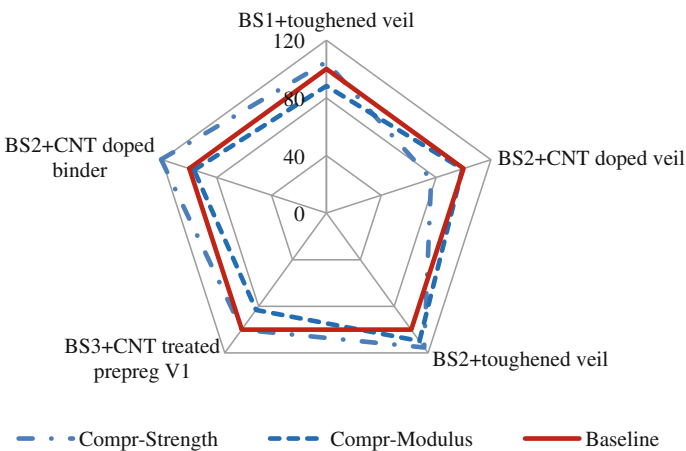 BS1+toughened veil
120
80
BS2+CNT doped
binder
BS2+CNT doped veil
40
0
BS3+CNT treated
prepreg V1
BS2+toughened veil
Compr-Strength
Compr-Modulus
Baseline